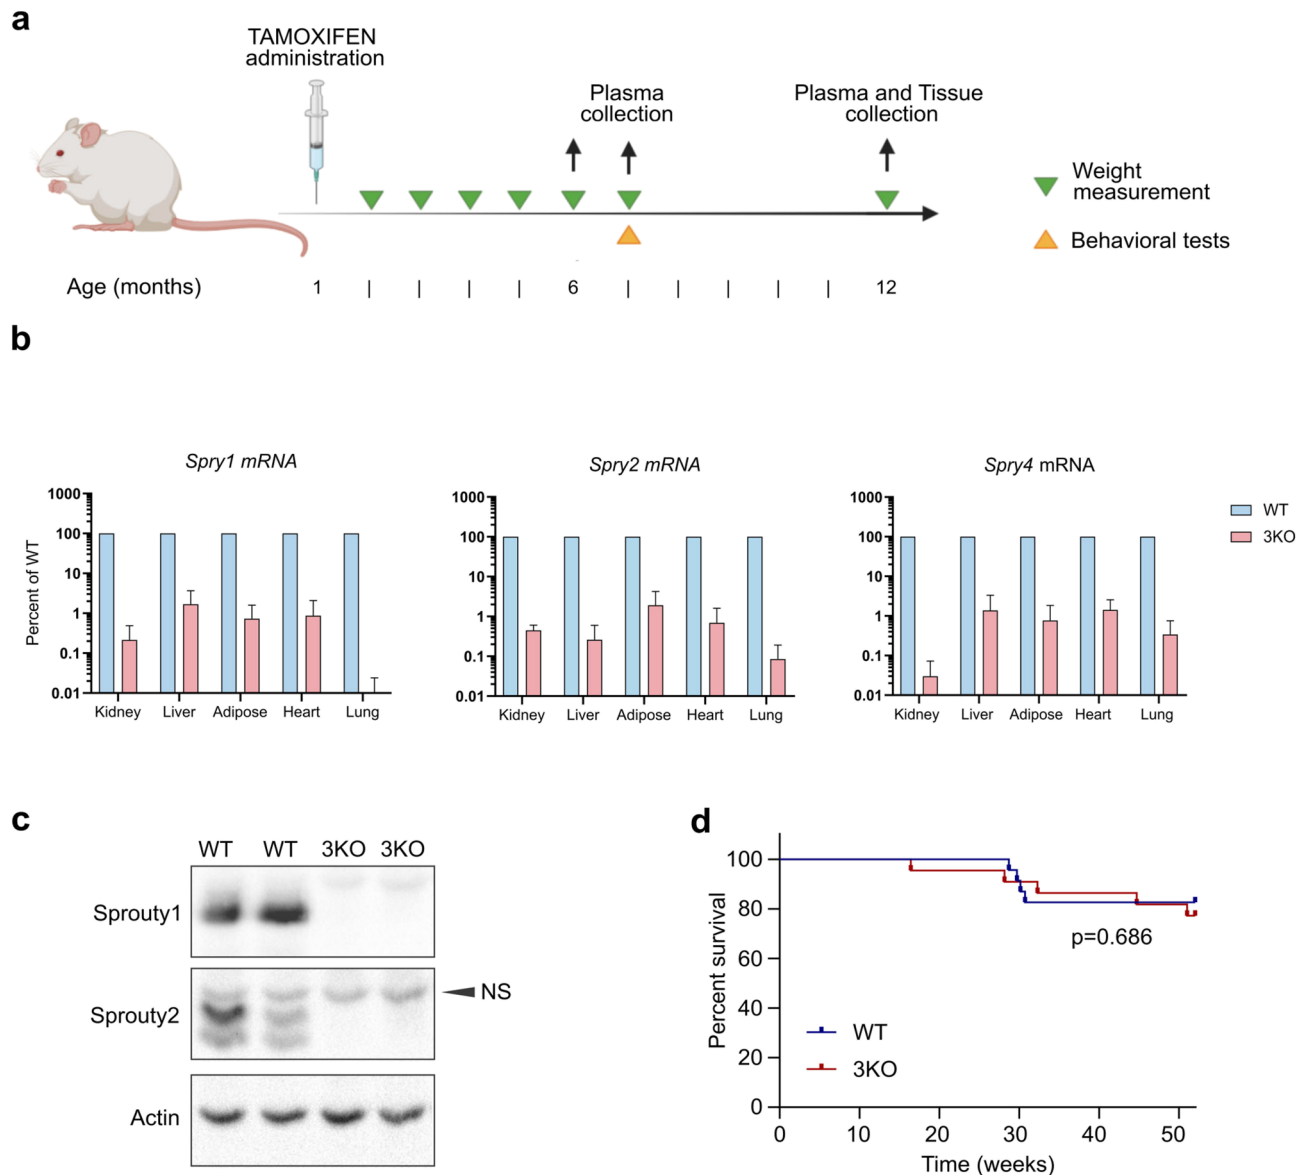 a
TAMOXIFEN
administration
Plasma
collection
Plasma and Tissue
collection
Weight
measurement
Behavioral tests
Age (months)
1 | | | | 6 | | | | | 12
b
Spry1 mRNA
Spry2 mRNA
Spry4 mRNA
Percent of WT
1000
100
10
1
0.1
0.01
Kidney Liver Adipose Heart Lung
1000
100
10
1
0.1
0.01
Kidney Liver Adipose Heart Lung
1000
100
10
1
0.1
0.01
Kidney Liver Adipose Heart Lung
WT
3KO
c
WT WT 3KO 3KO
Sprouty1
Sprouty2
NS
Actin
d
Percent survival
100
80
60
40
20
0
p=0.686
WT
3KO
0 10 20 30 40 50
Time (weeks)